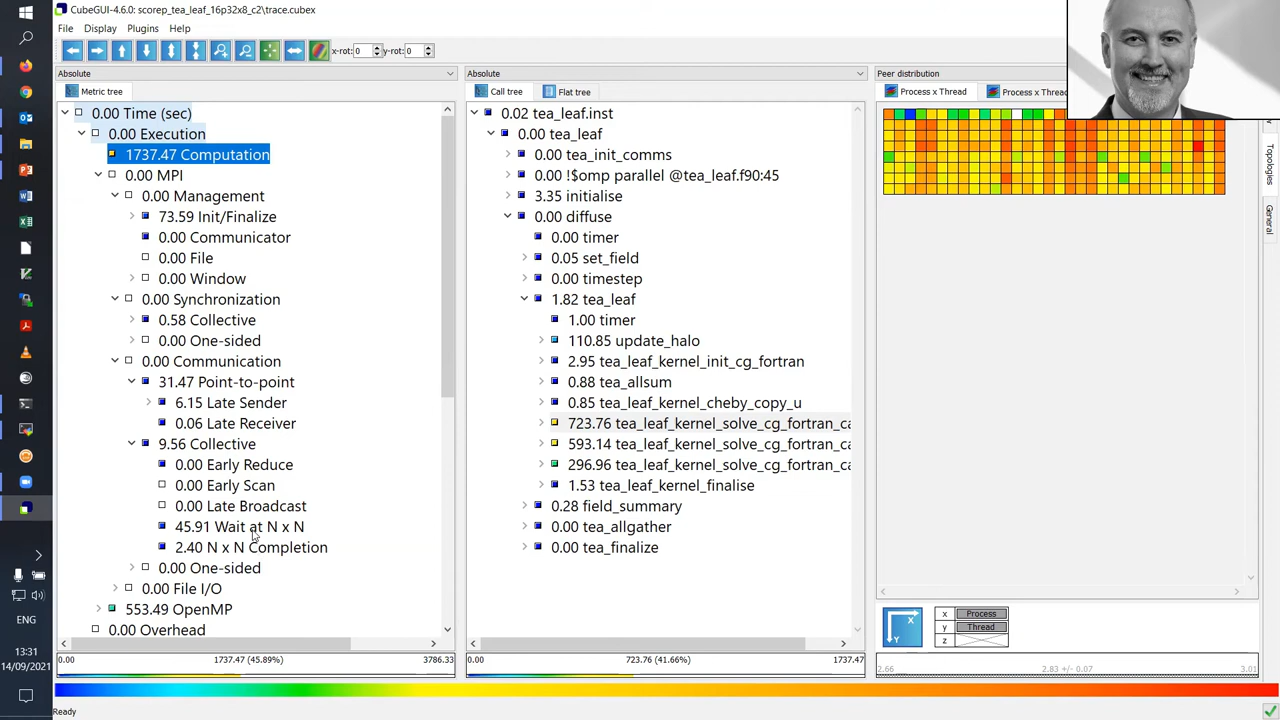 CubeGUI-4.6.0: scorep_tea_leaf_16p32x8_c2\trace.cubex
File Display Plugins Help
x-rot: 0 y-rot: 0
Absolute
Metric tree
0.00 Time (sec)
0.00 Execution
1737.47 Computation
0.00 MPI
0.00 Management
73.59 Init/Finalize
0.00 Communicator
0.00 File
0.00 Window
0.00 Synchronization
0.58 Collective
0.00 One-sided
0.00 Communication
31.47 Point-to-point
6.15 Late Sender
0.06 Late Receiver
9.56 Collective
0.00 Early Reduce
0.00 Early Scan
0.00 Late Broadcast
45.91 Wait at N x N
2.40 N x N Completion
0.00 One-sided
0.00 File I/O
553.49 OpenMP
0.00 Overhead
0.00 1737.47 (45.89%) 3786.33
Absolute
Call tree Flat tree
0.02 tea_leaf.inst
0.00 tea_leaf
0.00 tea_init_comms
0.00 !$omp parallel @tea_leaf.f90:45
3.35 initialise
0.00 diffuse
0.00 timer
0.05 set_field
0.00 timestep
1.82 tea_leaf
1.00 timer
110.85 update_halo
2.95 tea_leaf_kernel_init_cg_fortran
0.88 tea_allsum
0.85 tea_leaf_kernel_cheby_copy_u
723.76 tea_leaf_kernel_solve_cg_fortran_ca
593.14 tea_leaf_kernel_solve_cg_fortran_ca
296.96 tea_leaf_kernel_solve_cg_fortran_ca
1.53 tea_leaf_kernel_finalise
0.28 field_summary
0.00 tea_allgather
0.00 tea_finalize
0.00 723.76 (41.66%) 1737.47
Peer distribution
Process x Thread Process x Thread
Topologies
General
X
Y
x Process
y Thread
z
2.66 2.83 +/- 0.07 3.01
Ready
ENG
13:31
14/09/2021